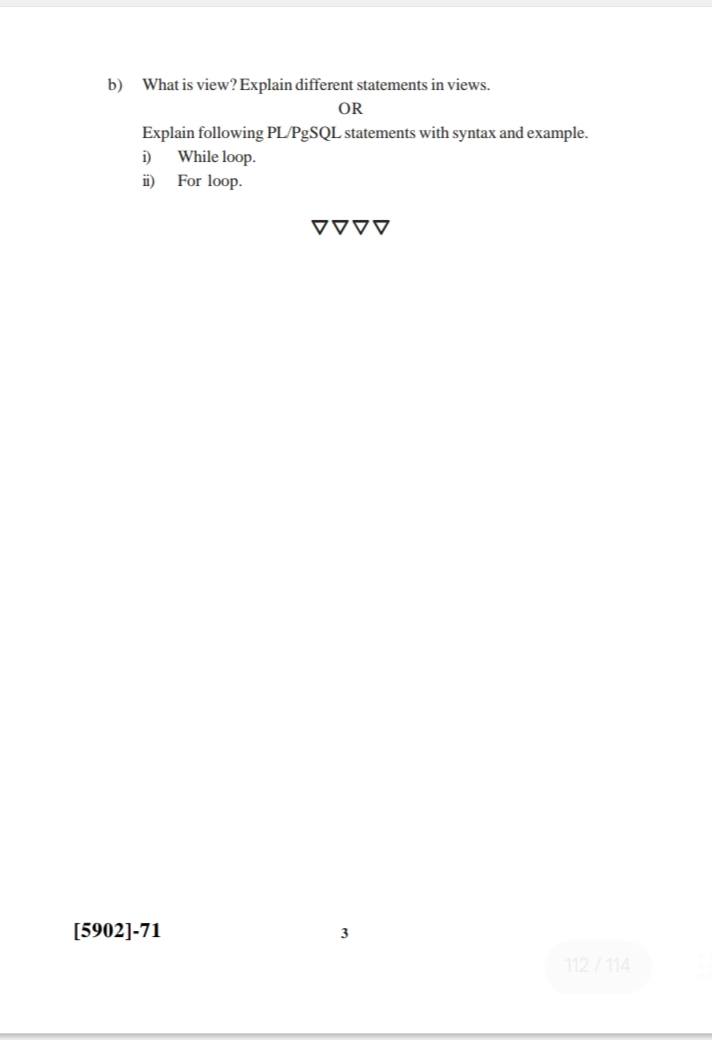 b) What is view? Explain different statements in views.
OR
Explain following PL/PgSQL statements with syntax and example.
i) While loop.
ii) For loop.
∇∇∇∇
[5902]-71
3
112 / 114